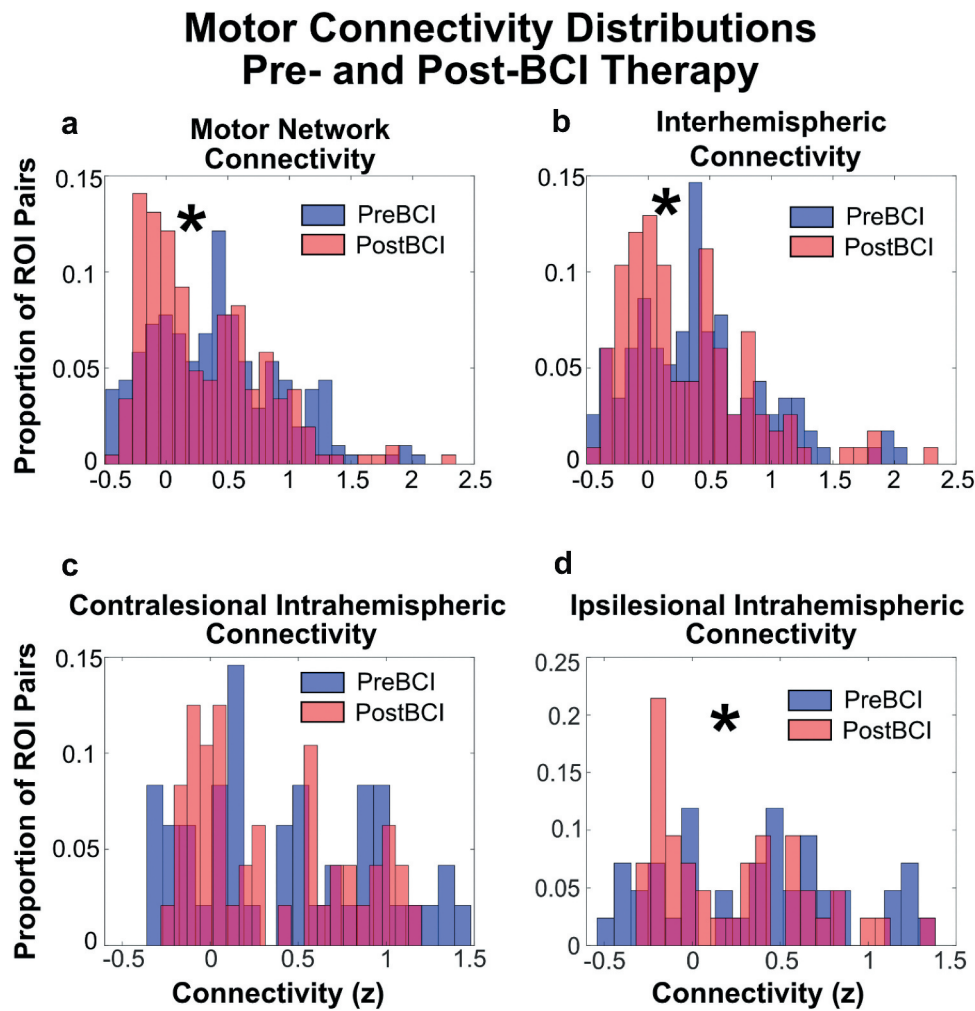 Motor Connectivity Distributions
Pre- and Post-BCI Therapy
a
Motor Network
Connectivity
Proportion of ROI Pairs
0.15
0.1
0.05
0
*
PreBCI
PostBCI
-0.5 0 0.5 1 1.5 2 2.5
b
Interhemispheric
Connectivity
0.15
0.1
0.05
0
*
PreBCI
PostBCI
-0.5 0 0.5 1 1.5 2 2.5
c
Contralesional Intrahemispheric
Connectivity
Proportion of ROI Pairs
0.15
0.1
0.05
0
PreBCI
PostBCI
-0.5 0 0.5 1 1.5
Connectivity (z)
d
Ipsilesional Intrahemispheric
Connectivity
0.25
0.2
0.15
0.1
0.05
0
*
PreBCI
PostBCI
-0.5 0 0.5 1 1.5
Connectivity (z)